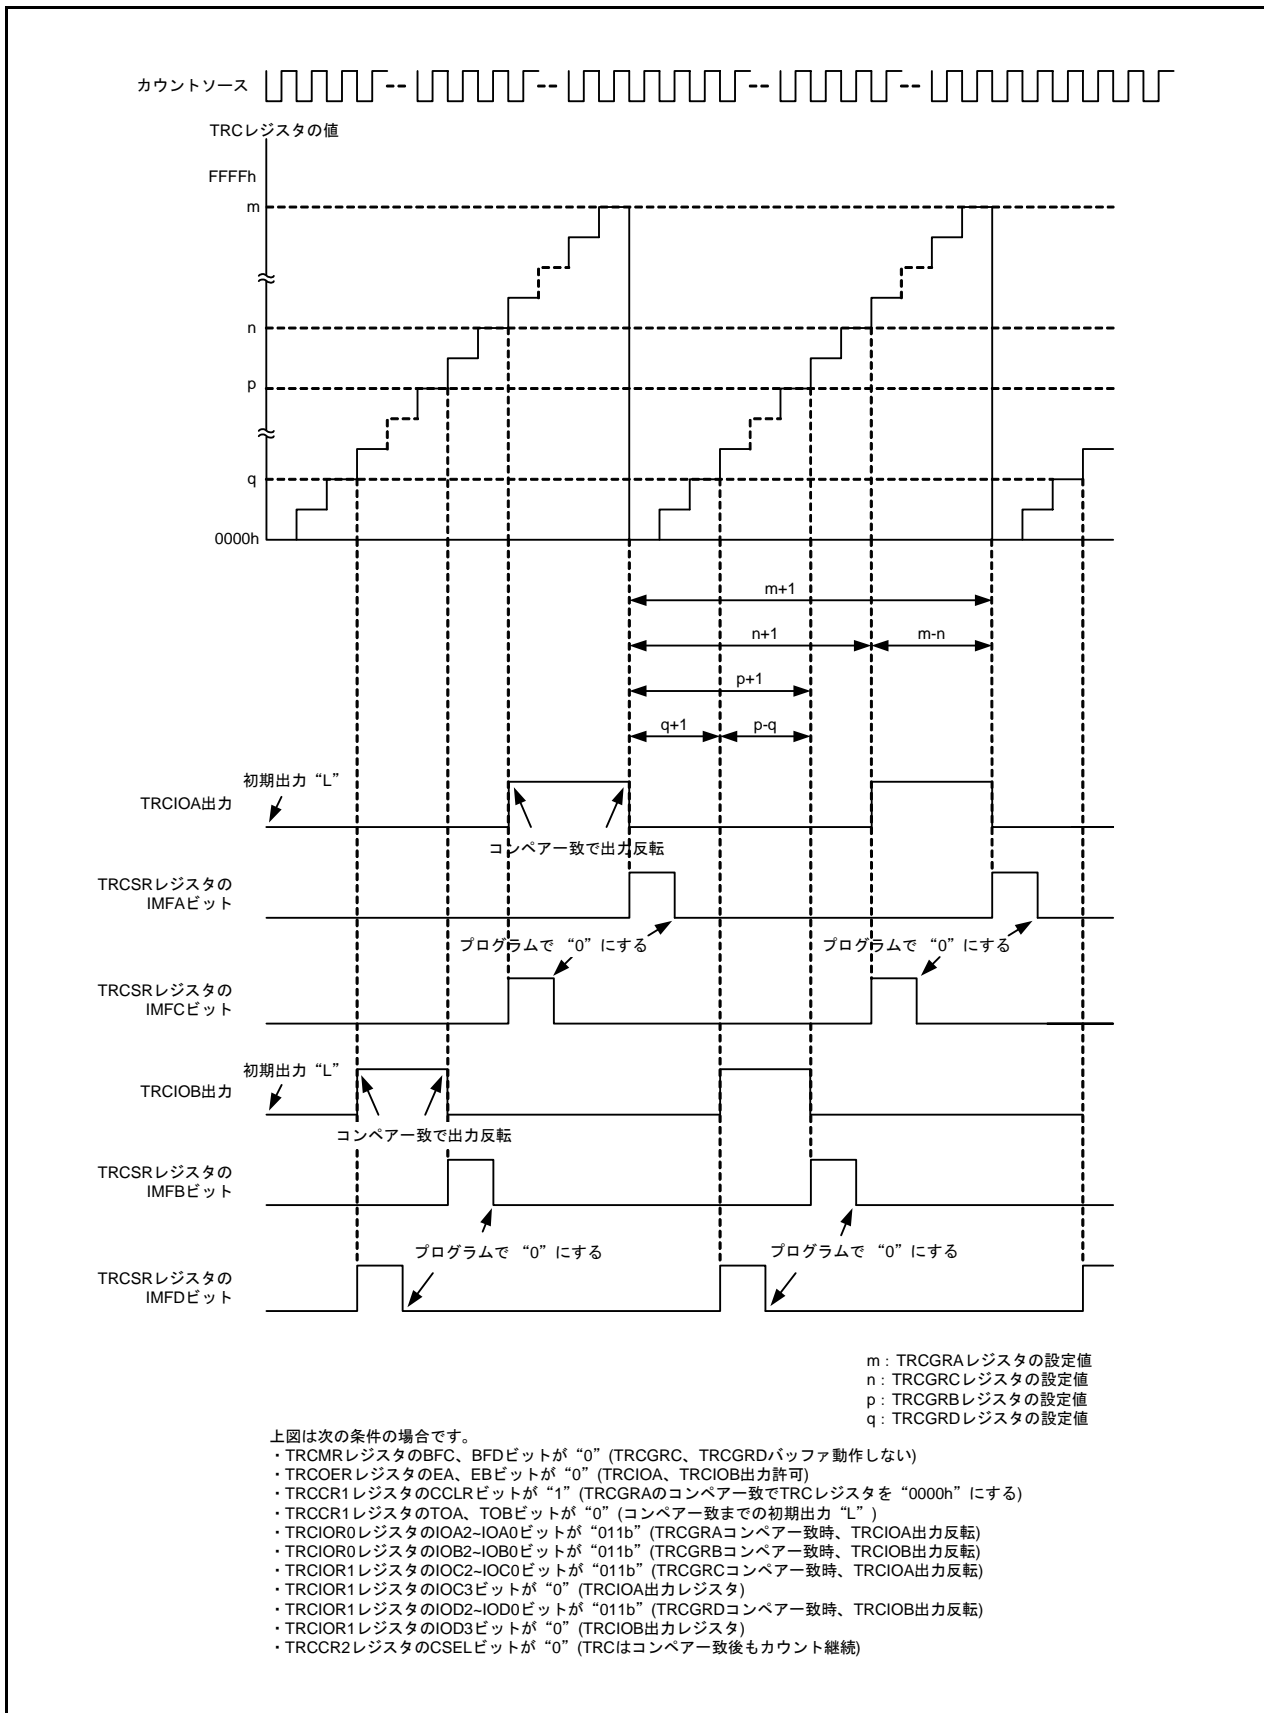 カウントソース
TRCレジスタの値
FFFFh
m
n
p
q
0000h
m+1
n+1
m-n
p+1
q+1
p-q
初期出力“L”
TRCIOA出力
コンペア一致で出力反転
TRCSRレジスタの
IMFAビット
プログラムで “0”にする
プログラムで “0”にする
TRCSRレジスタの
IMFCビット
初期出力“L”
TRCIOB出力
コンペア一致で出力反転
TRCSRレジスタの
IMFBビット
プログラムで “0”にする
プログラムで “0”にする
TRCSRレジスタの
IMFDビット
m：TRCGRAレジスタの設定値
n：TRCGRCレジスタの設定値
p：TRCGRBレジスタの設定値
q：TRCGRDレジスタの設定値
上図は次の条件の場合です。
・TRCMRレジスタのBFC、BFDビットが“0”(TRCGRC、TRCGRDバッファ動作しない)
・TRCOERレジスタのEA、EBビットが“0”(TRCIOA、TRCIOB出力許可)
・TRCCR1レジスタのCCLRビットが“1”(TRCGRAのコンペア一致でTRCレジスタを“0000h”にする)
・TRCCR1レジスタのTOA、TOBビットが“0”(コンペア一致までの初期出力“L”)
・TRCIOR0レジスタのIOA2~IOA0ビットが“011b”(TRCGRAコンペア一致時、TRCIOA出力反転)
・TRCIOR0レジスタのIOB2~IOB0ビットが“011b”(TRCGRBコンペア一致時、TRCIOB出力反転)
・TRCIOR1レジスタのIOC2~IOC0ビットが“011b”(TRCGRCコンペア一致時、TRCIOA出力反転)
・TRCIOR1レジスタのIOC3ビットが“0”(TRCIOA出力レジスタ)
・TRCIOR1レジスタのIOD2~IOD0ビットが“011b”(TRCGRDコンペア一致時、TRCIOB出力反転)
・TRCIOR1レジスタのIOD3ビットが“0”(TRCIOB出力レジスタ)
・TRCCR2レジスタのCSELビットが“0”(TRCはコンペア一致後もカウント継続)